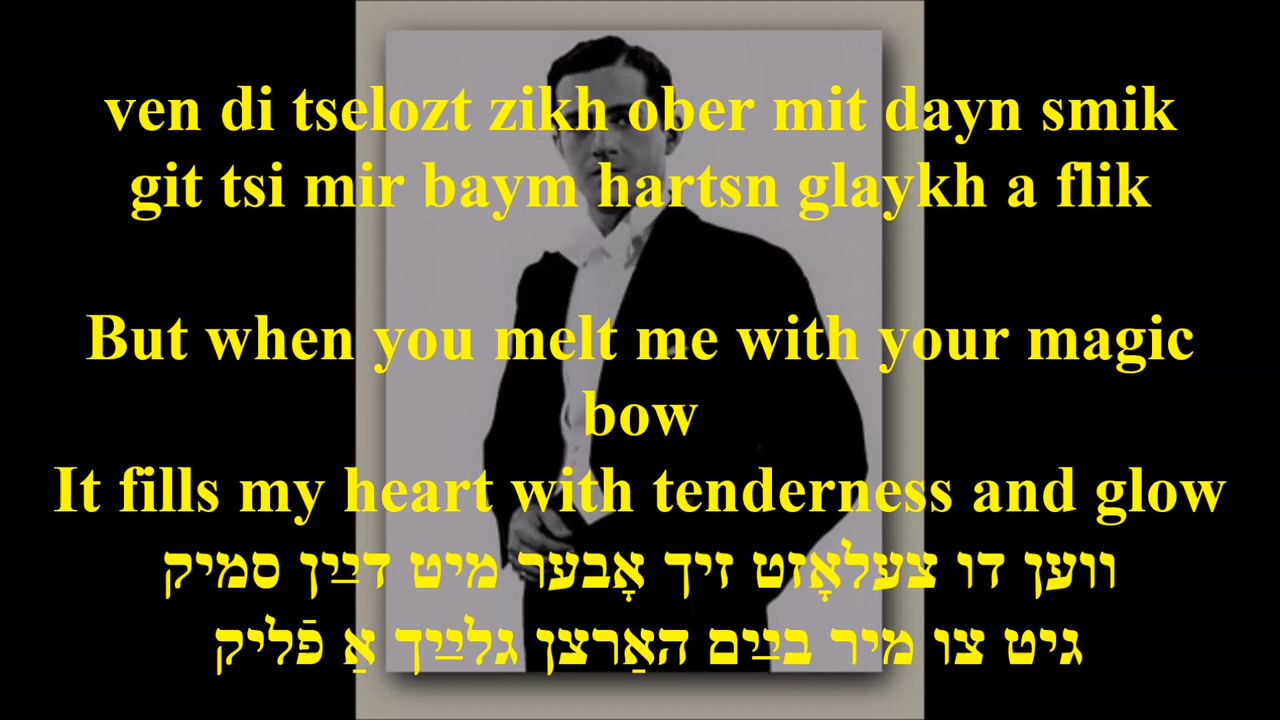 ven di tselozt zikh ober mit dayn smik
git tsi mir baym hartsn glaykh a flik
But when you melt me with your magic
bow
It fills my heart with tenderness and glow
ווען דו צעלאָזט זיך אָבער מיט דײַן סמיק
גיט צו מיר בײַם האַרצן גלײַך אַ פֿליק